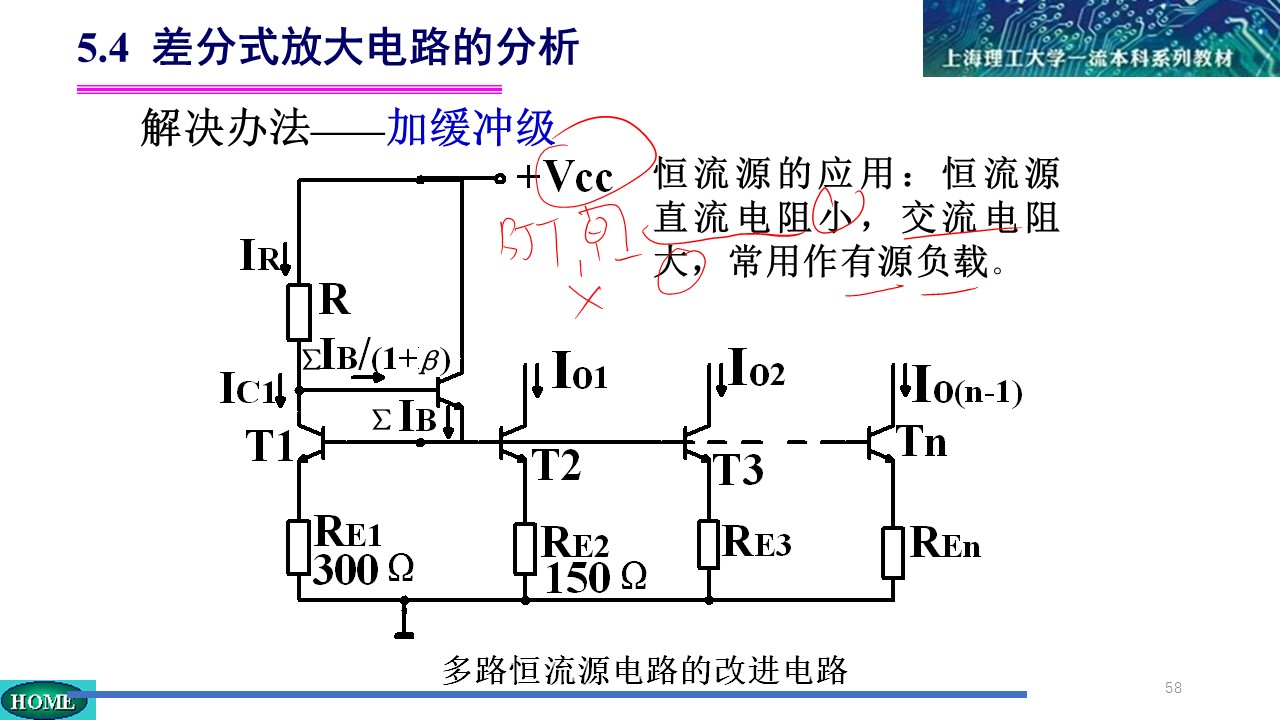 5.4 差分式放大电路的分析
上海理工大学一流本科系列教材
解决办法——加缓冲级
+Vcc
恒流源的应用：恒流源
直流电阻小，交流电阻
大，常用作有源负载。
BJT
IR
R
ΣIB/(1+β)
IC1
ΣIB
IO1
IO2
IO(n-1)
T1
T2
T3
Tn
RE1
300Ω
RE2
150Ω
RE3
REn
多路恒流源电路的改进电路
HOME
58